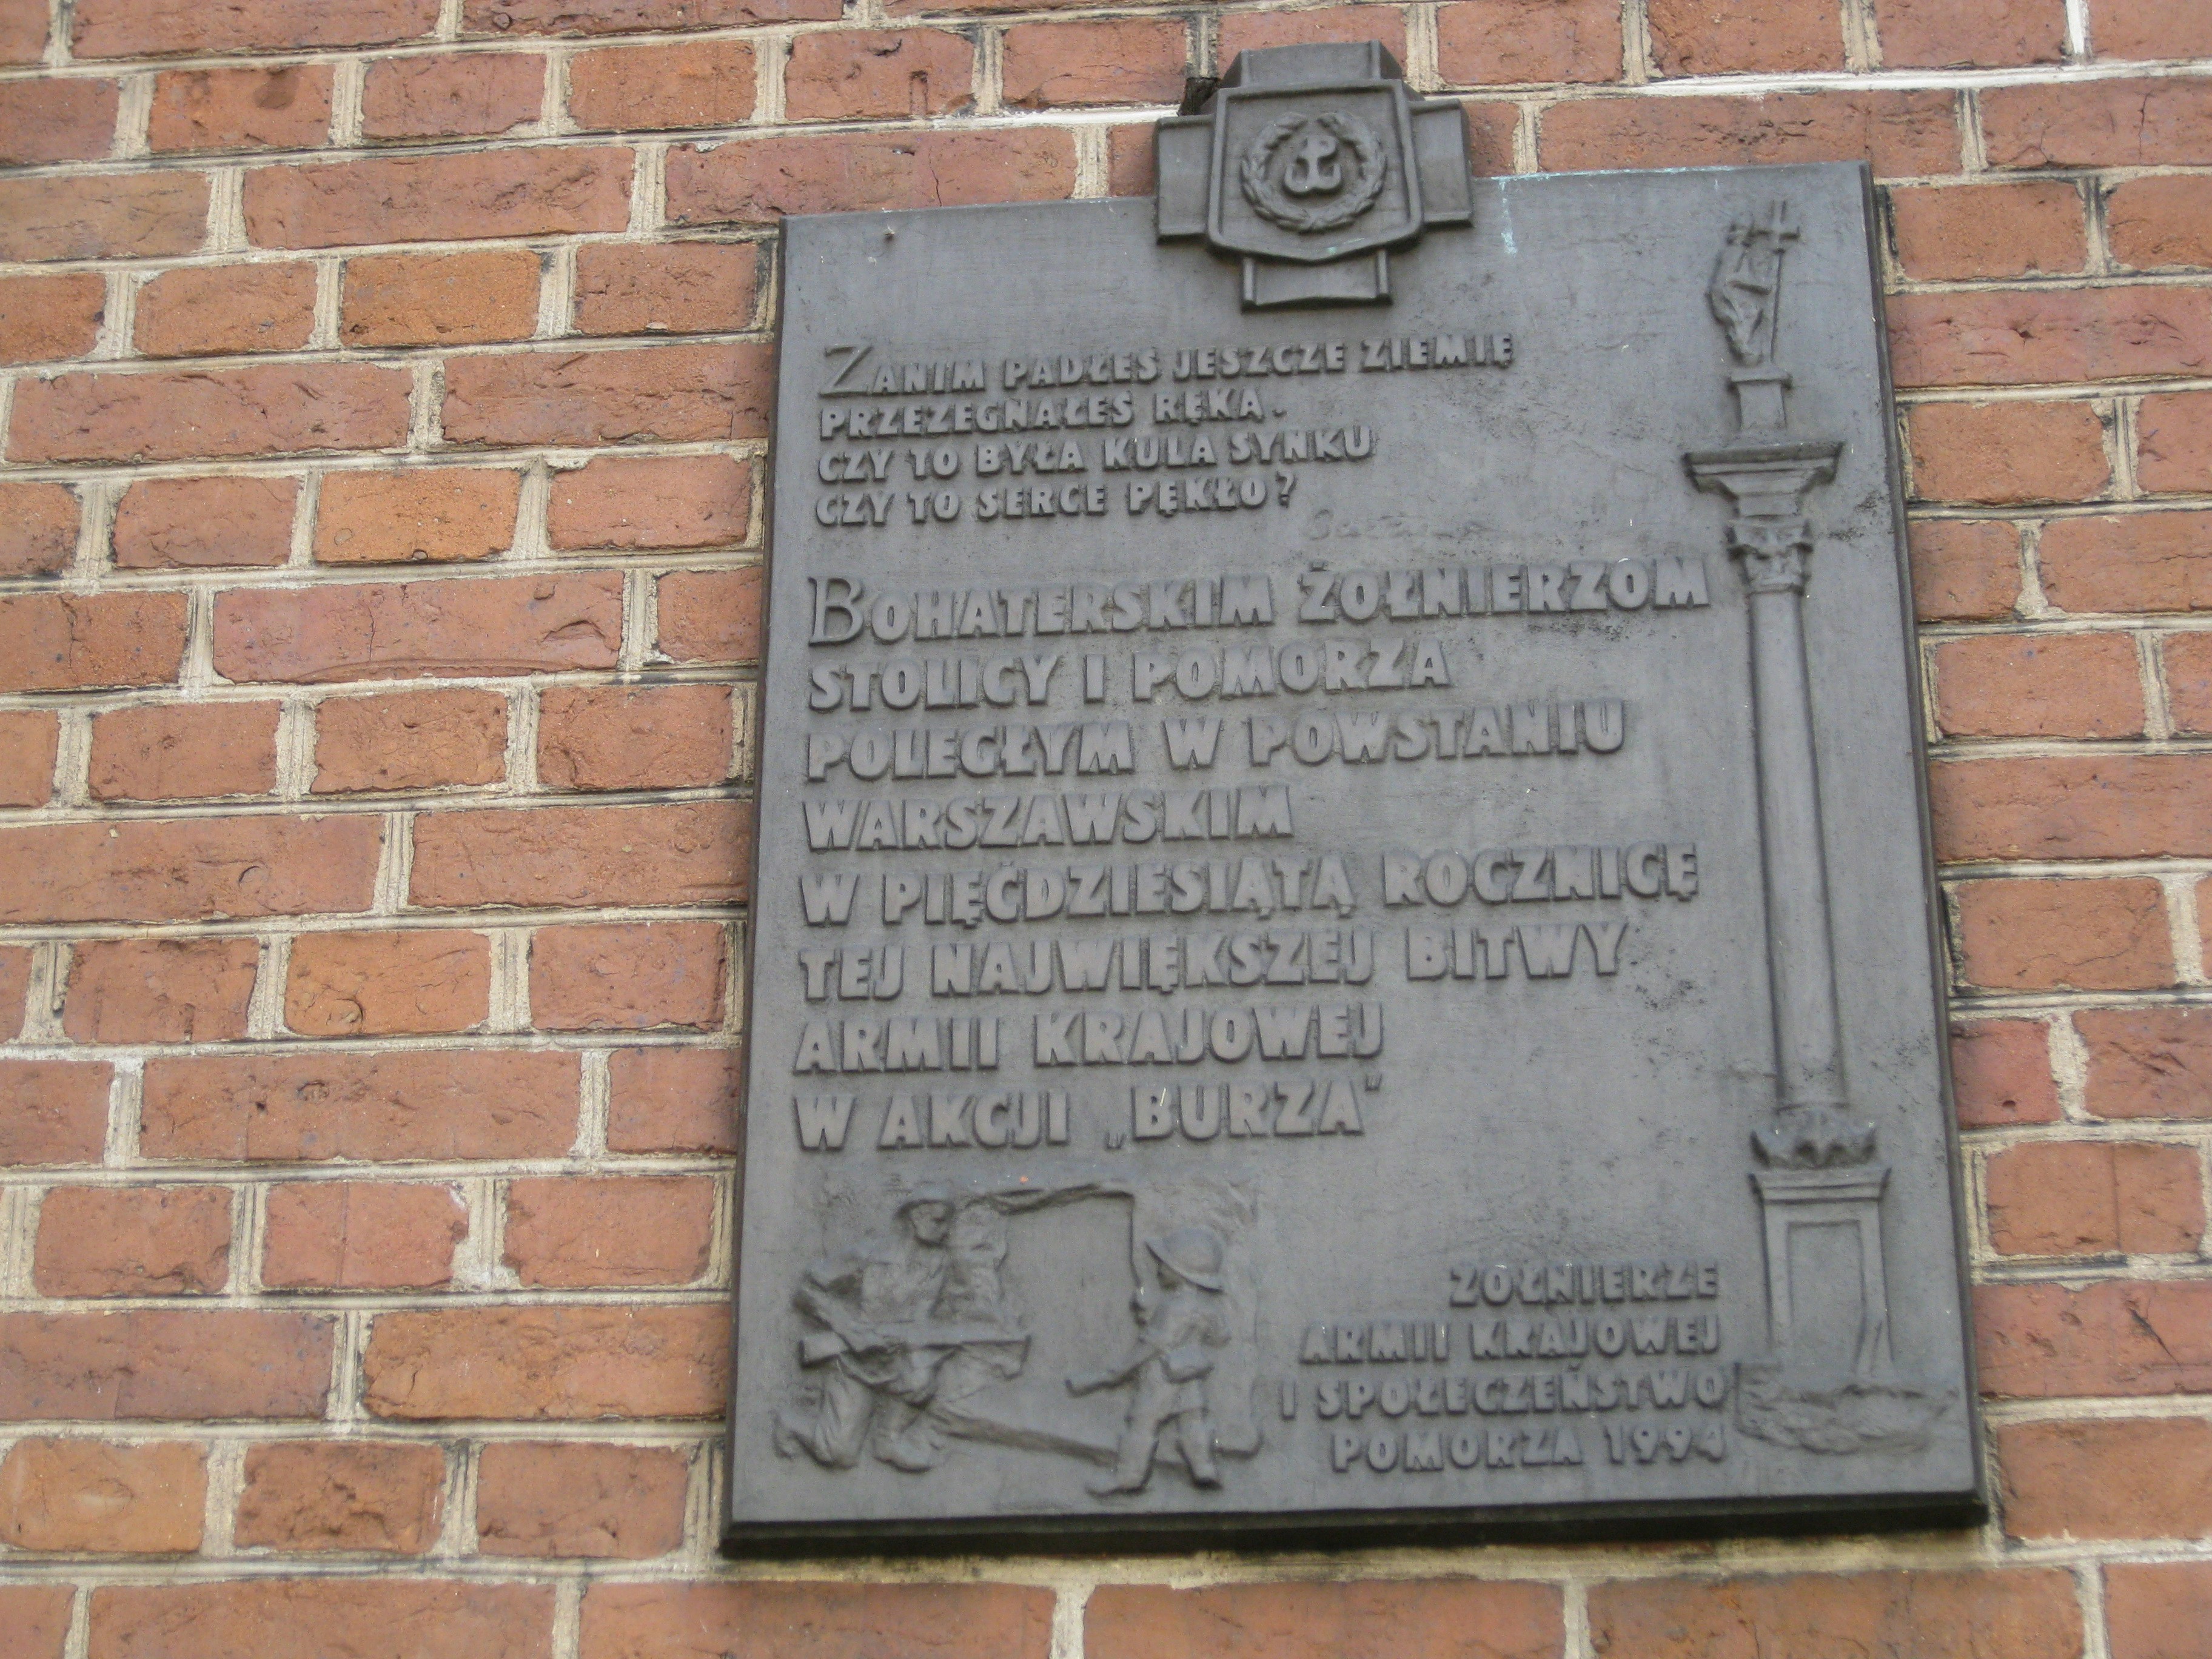 ZANIM PADŁEŚ JESZCZE ZIEMIĘ
PRZEŻEGNAŁEŚ RĘKĄ.
CZY TO BYŁA KULA SYNKU
CZY TO SERCE PĘKŁO?
BOHATERSKIM ŻOŁNIERZOM
STOLICY I POMORZA
POLEGŁYM W POWSTANIU
WARSZAWSKIM
W PIĘĆDZIESIĄTĄ ROCZNICĘ
TEJ NAJWIĘKSZEJ BITWY
ARMII KRAJOWEJ
W AKCJI „BURZA"
ŻOŁNIERZE
ARMII KRAJOWEJ
I SPOŁECZEŃSTWO
POMORZA 1994